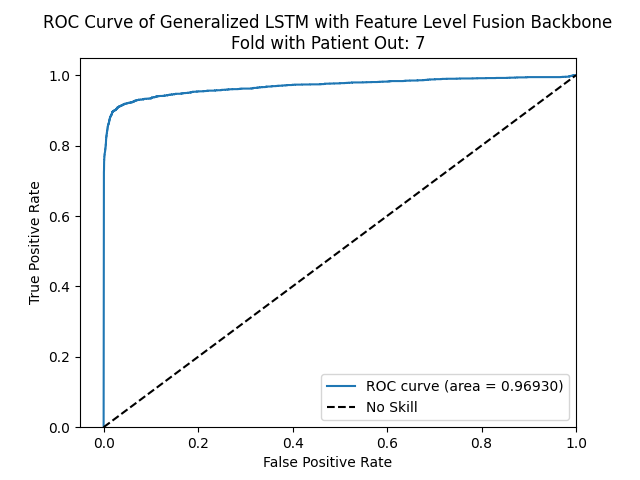 ROC Curve of Generalized LSTM with Feature Level Fusion Backbone
Fold with Patient Out: 7
1.0
0.8
0.6
0.4
0.2
0.0
True Positive Rate
ROC curve (area = 0.96930)
No Skill
0.0 0.2 0.4 0.6 0.8 1.0
False Positive Rate